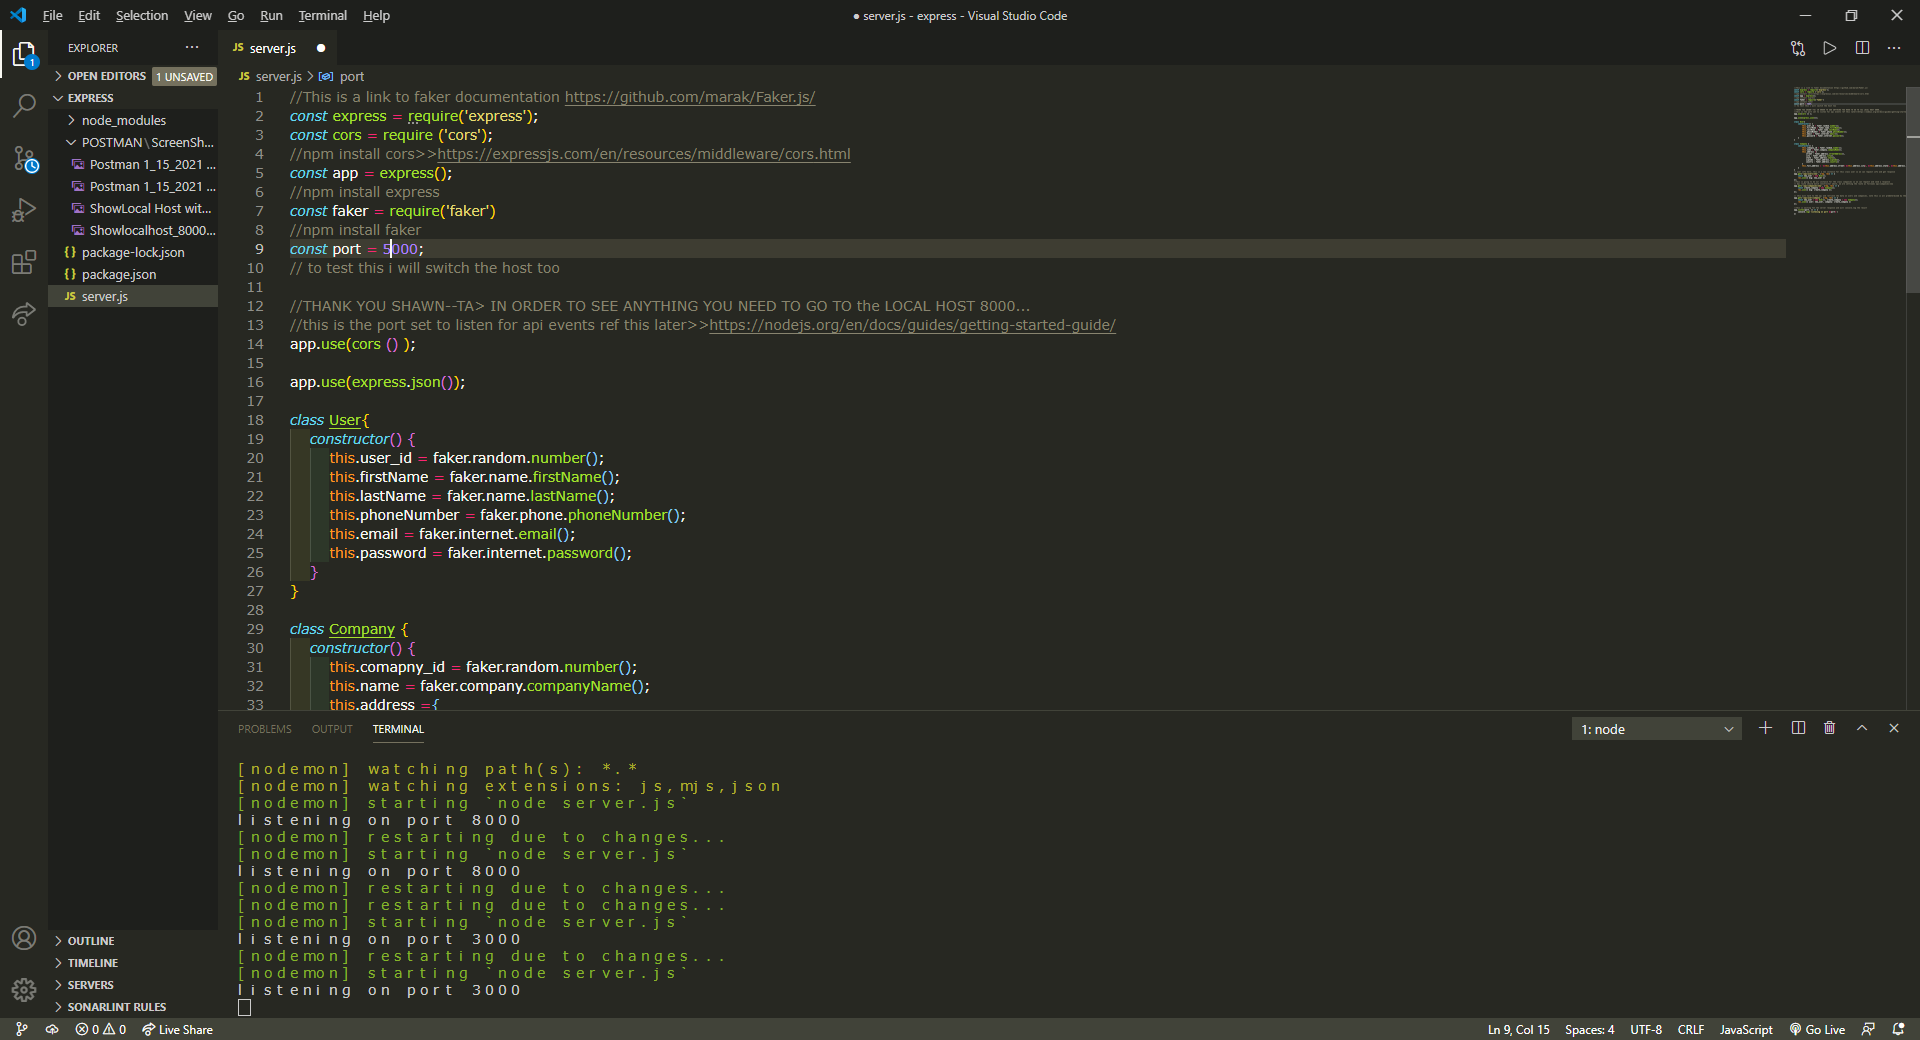 File Edit Selection View Go Run Terminal Help
● server.js - express - Visual Studio Code
EXPLORER ···
JS server.js ●
1
OPEN EDITORS 1 UNSAVED
EXPRESS
node_modules
POSTMAN\ScreenSh...
Postman 1_15_2021 ...
Postman 1_15_2021 ...
ShowLocal Host wit...
Showlocalhost_8000...
{} package-lock.json
{} package.json
JS server.js
OUTLINE
TIMELINE
SERVERS
SONARLINT RULES
JS server.js > port
1 //This is a link to faker documentation https://github.com/marak/Faker.js/
2 const express = require('express');
3 const cors = require ('cors');
4 //npm install cors>>https://expressjs.com/en/resources/middleware/cors.html
5 const app = express();
6 //npm install express
7 const faker = require('faker')
8 //npm install faker
9 const port = 5000;
10 // to test this i will switch the host too
11
12 //THANK YOU SHAWN--TA> IN ORDER TO SEE ANYTHING YOU NEED TO GO TO the LOCAL HOST 8000...
13 //this is the port set to listen for api events ref this later>>https://nodejs.org/en/docs/guides/getting-started-guide/
14 app.use(cors () );
15
16 app.use(express.json());
17
18 class User{
19 constructor() {
20 this.user_id = faker.random.number();
21 this.firstName = faker.name.firstName();
22 this.lastName = faker.name.lastName();
23 this.phoneNumber = faker.phone.phoneNumber();
24 this.email = faker.internet.email();
25 this.password = faker.internet.password();
26 }
27 }
28
29 class Company {
30 constructor() {
31 this.comapny_id = faker.random.number();
32 this.name = faker.company.companyName();
33 this.address ={
PROBLEMS OUTPUT TERMINAL
1: node
[nodemon] watching path(s): *.*
[nodemon] watching extensions: js,mjs,json
[nodemon] starting `node server.js`
listening on port 8000
[nodemon] restarting due to changes...
[nodemon] starting `node server.js`
listening on port 8000
[nodemon] restarting due to changes...
[nodemon] restarting due to changes...
[nodemon] starting `node server.js`
listening on port 3000
[nodemon] restarting due to changes...
[nodemon] starting `node server.js`
listening on port 3000
0 0 Live Share
Ln 9, Col 15 Spaces: 4 UTF-8 CRLF JavaScript Go Live